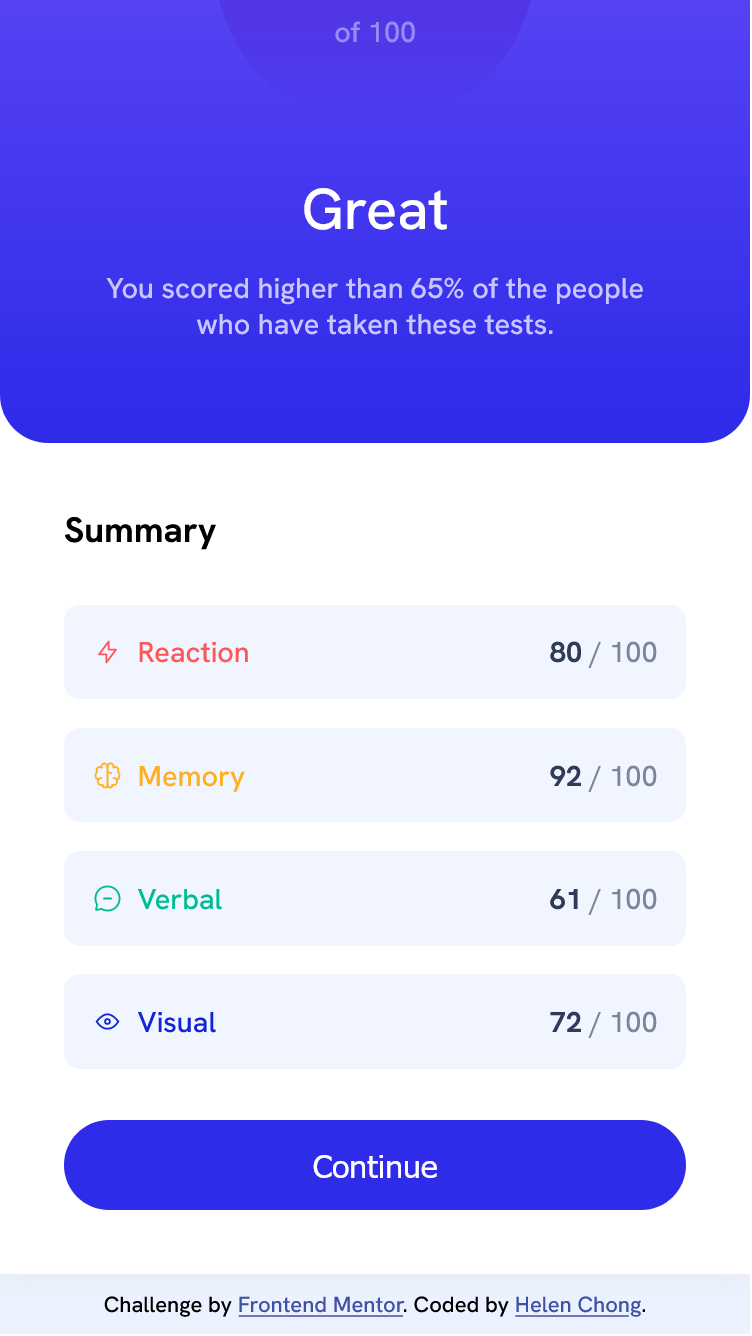 of 100
Great
You scored higher than 65% of the people
who have taken these tests.
Summary
Reaction 80 / 100
Memory 92 / 100
Verbal 61 / 100
Visual 72 / 100
Continue
Challenge by Frontend Mentor. Coded by Helen Chong.